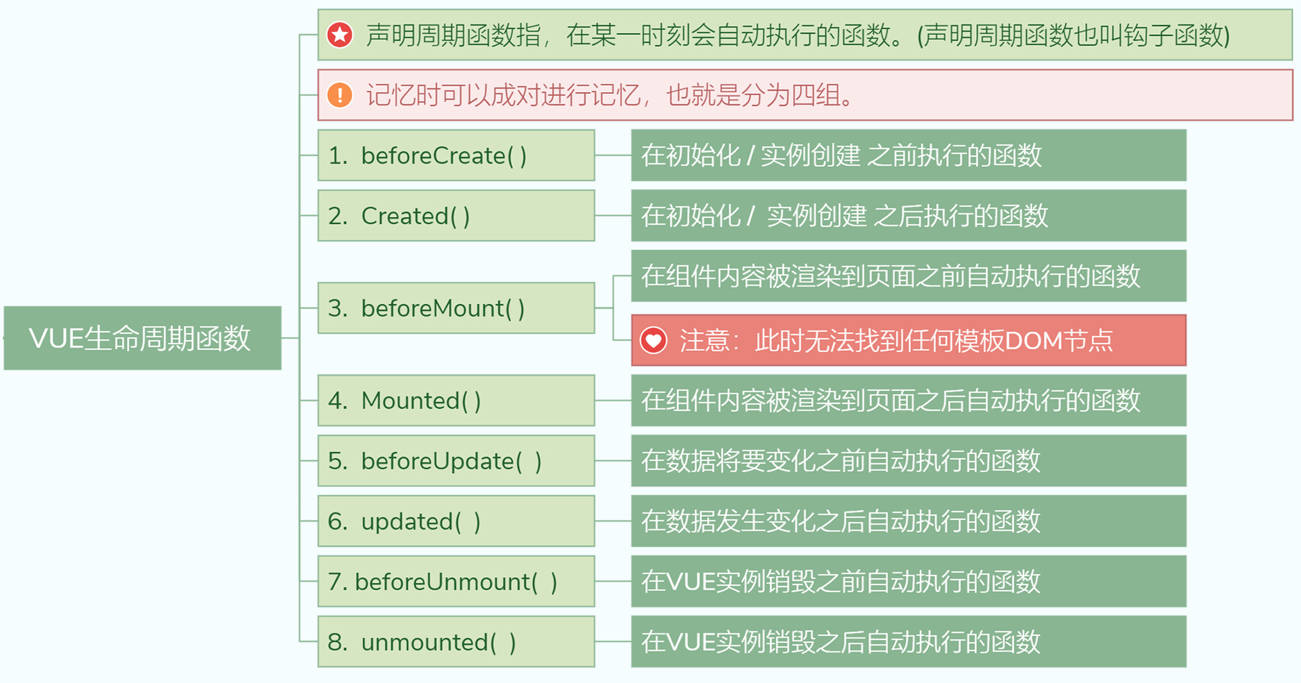 声明周期函数指，在某一时刻会自动执行的函数。(声明周期函数也叫钩子函数)
记忆时可以成对进行记忆，也就是分为四组。
1. beforeCreate( )
在初始化 / 实例创建 之前执行的函数
2. Created( )
在初始化 / 实例创建 之后执行的函数
3. beforeMount( )
在组件内容被渲染到页面之前自动执行的函数
注意：此时无法找到任何模板DOM节点
VUE生命周期函数
4. Mounted( )
在组件内容被渲染到页面之后自动执行的函数
5. beforeUpdate( )
在数据将要变化之前自动执行的函数
6. updated( )
在数据发生变化之后自动执行的函数
7. beforeUnmount( )
在VUE实例销毁之前自动执行的函数
8. unmounted( )
在VUE实例销毁之后自动执行的函数